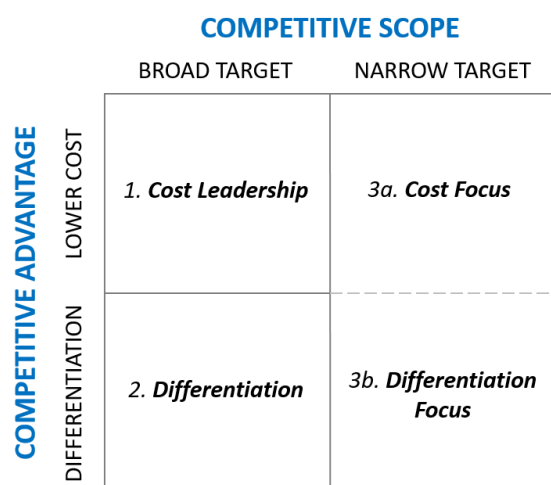 COMPETITIVE SCOPE
BROAD TARGET
NARROW TARGET
COMPETITIVE ADVANTAGE
LOWER COST
DIFFERENTIATION
1. Cost Leadership
3a. Cost Focus
2. Differentiation
3b. Differentiation
Focus